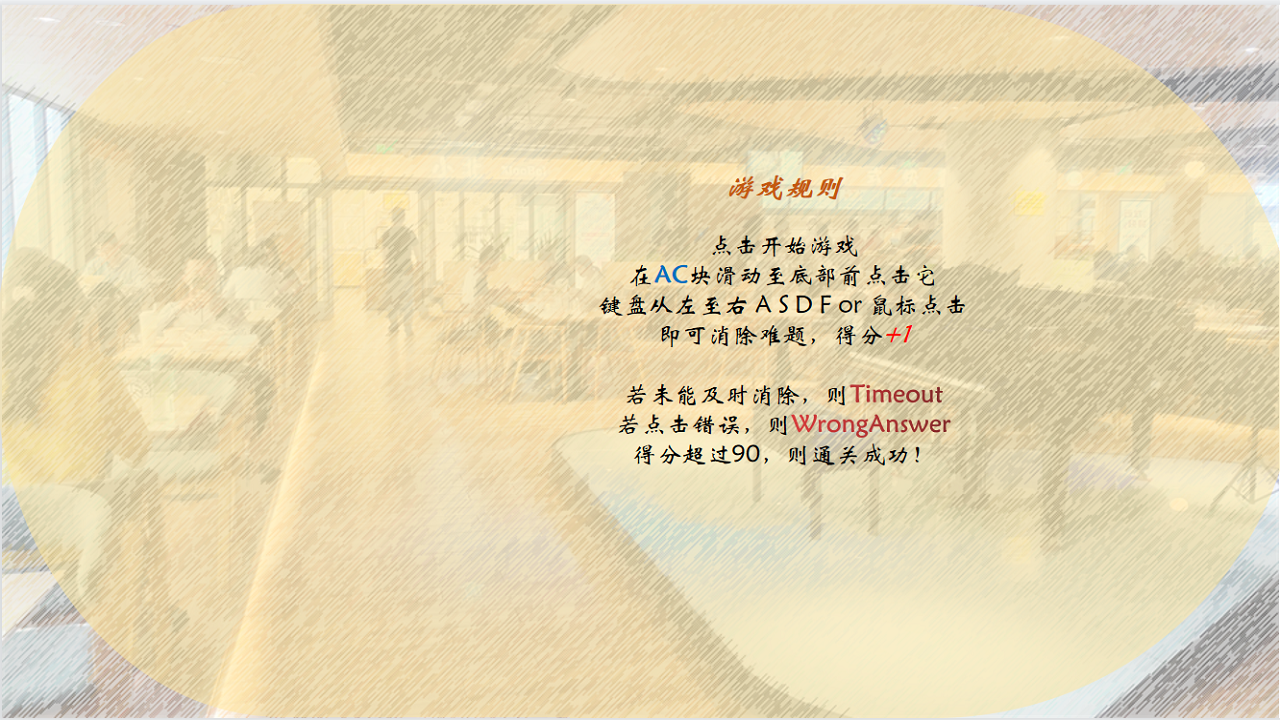 游戏规则
点击开始游戏
在AC块滑动至底部前点击它
键盘从左至右 A S D F or 鼠标点击
即可消除难题，得分+1
若未能及时消除，则Timeout
若点击错误，则WrongAnswer
得分超过90，则通关成功！